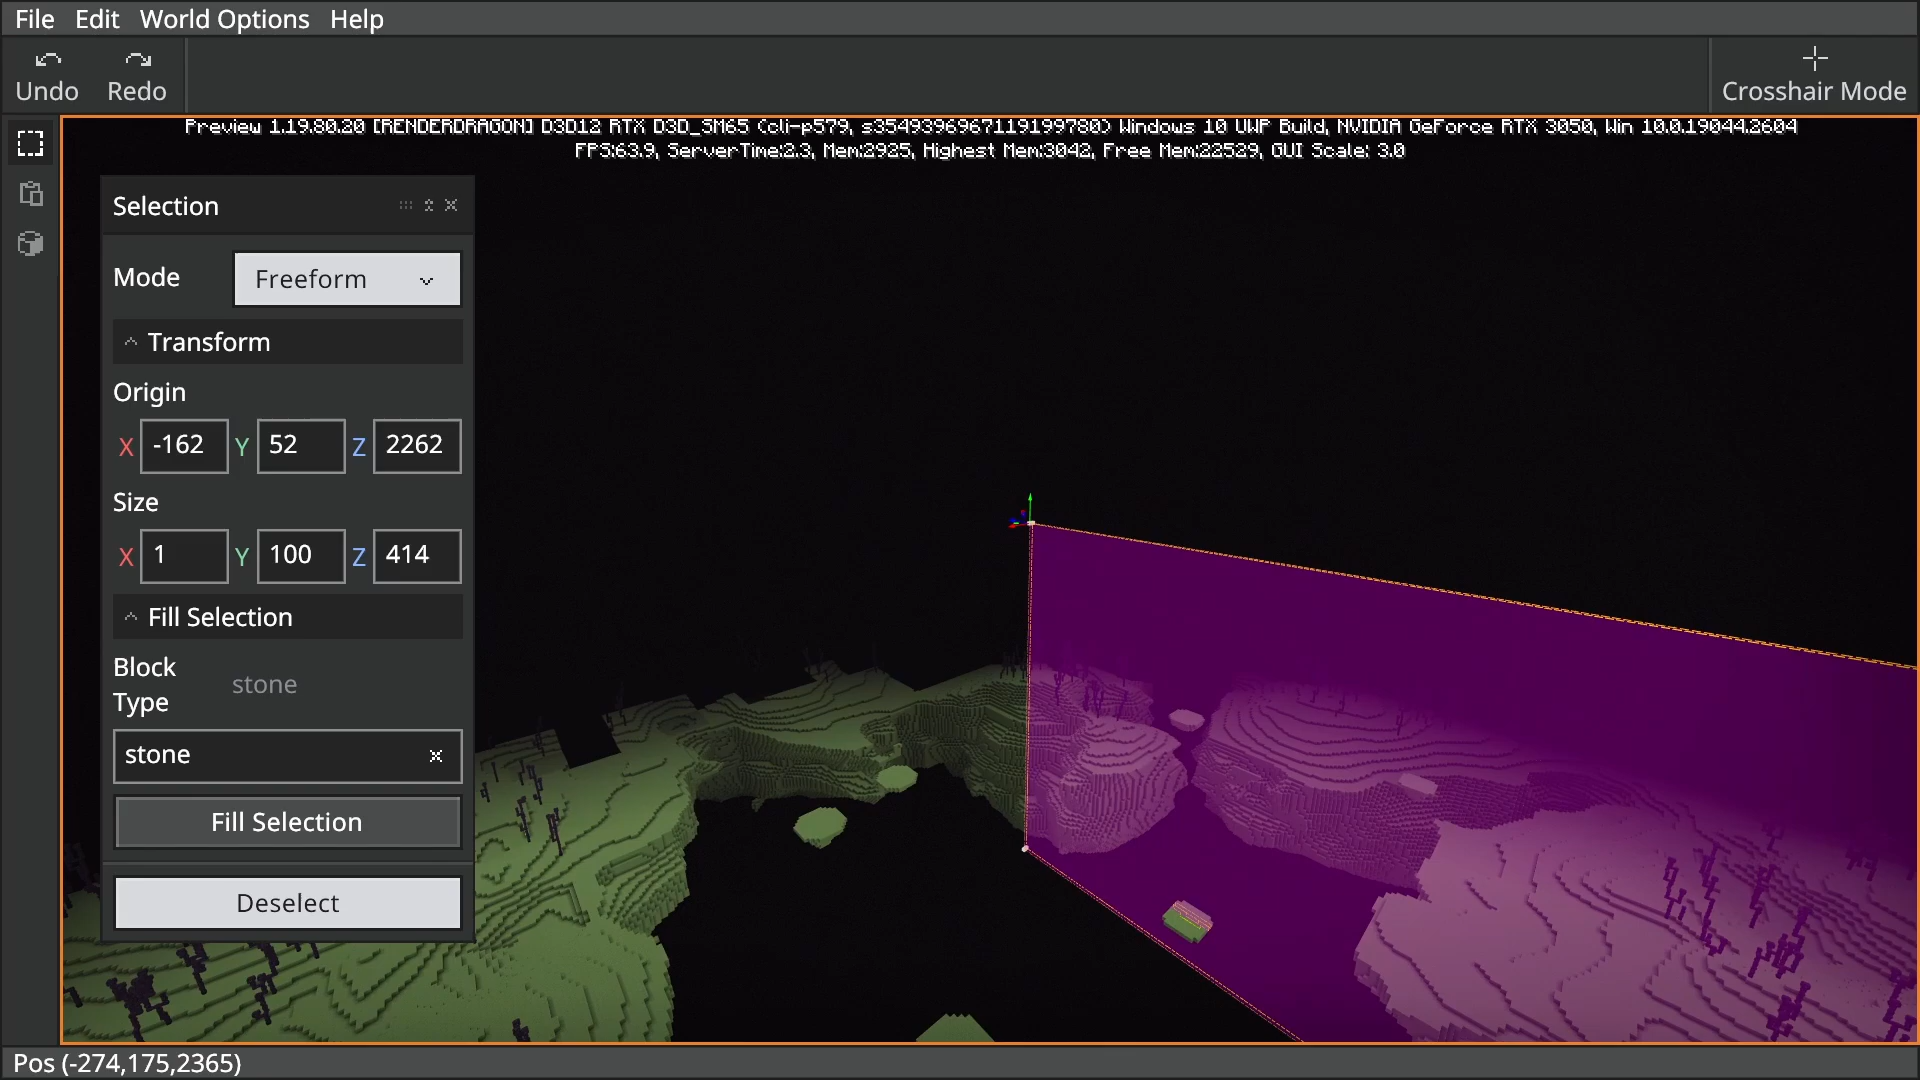 File Edit World Options Help
Undo Redo Crosshair Mode
Preview 1.19.80.20 [RENDERDRAGON] D3D12 RTX D3D_SM65 (cli-p579, s3549396967119199780) Windows 10 UWP Build, NVIDIA GeForce RTX 3050, Win 10.0.19044.2604
FPS:63.9, ServerTime:2.3, Mem:2925, Highest Mem:3042, Free Mem:22529, GUI Scale: 3.0
Selection
Mode Freeform
Transform
Origin
X -162 Y 52 Z 2262
Size
X 1 Y 100 Z 414
Fill Selection
Block Type stone
stone
Fill Selection
Deselect
Pos (-274,175,2365)